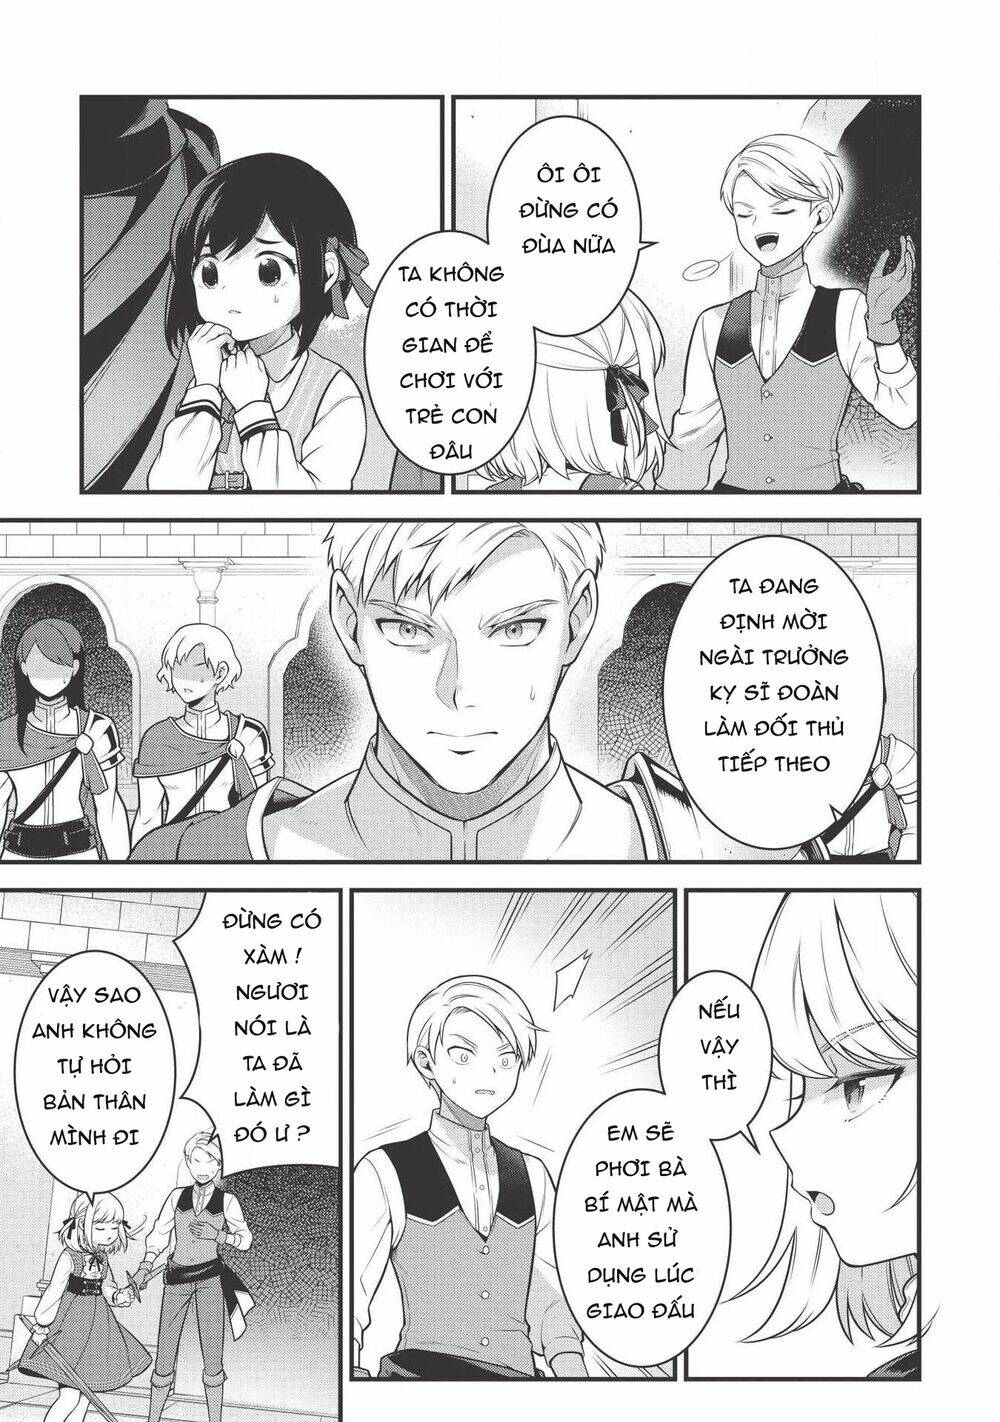 ÔI ÔI
ĐỪNG CÓ
ĐÙA NỮA
TA KHÔNG
CÓ THỜI
GIAN ĐỂ
CHƠI VỚI
TRẺ CON
ĐÂU
TA ĐANG
ĐỊNH MỜI
NGÀI TRƯỞNG
KỴ SĨ ĐOÀN
LÀM ĐỐI THỦ
TIẾP THEO
NẾU
VẬY
THÌ
EM SẼ
PHƠI BÀ
BÍ MẬT MÀ
ANH SỬ
DỤNG LÚC
GIAO ĐẤU
ĐỪNG CÓ
XÀM !
NGƯƠI
NÓI LÀ
TA ĐÃ
LÀM GÌ
ĐÓ Ư ?
VẬY SAO
ANH KHÔNG
TỰ HỎI
BẢN THÂN
MÌNH ĐI